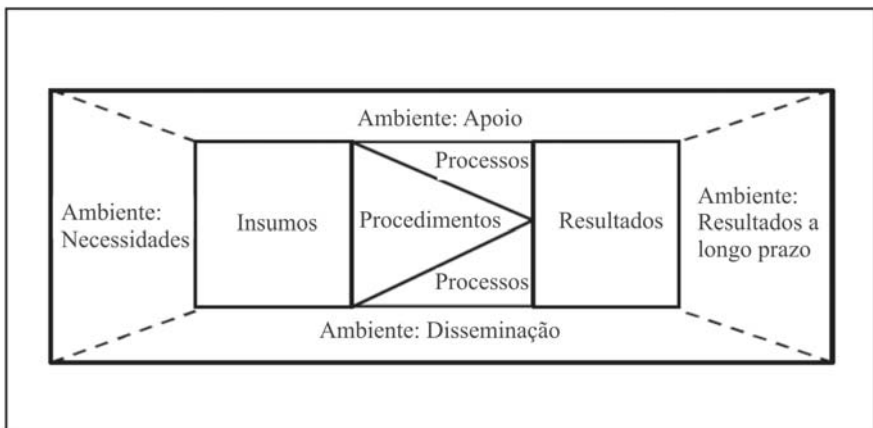 Ambiente: Apoio
Processos
Ambiente:
Necessidades
Insumos
Procedimentos
Resultados
Ambiente:
Resultados a
longo prazo
Processos
Ambiente: Disseminação